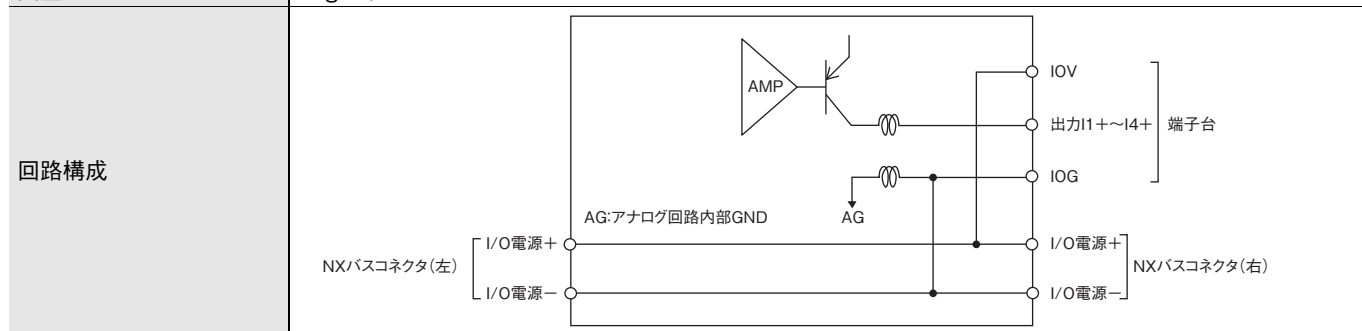 回路構成
AMP
IOV
出力I1+～I4+
端子台
IOG
AG:アナログ回路内部GND
AG
I/O電源+
I/O電源+
NXバスコネクタ(左)
NXバスコネクタ(右)
I/O電源－
I/O電源－